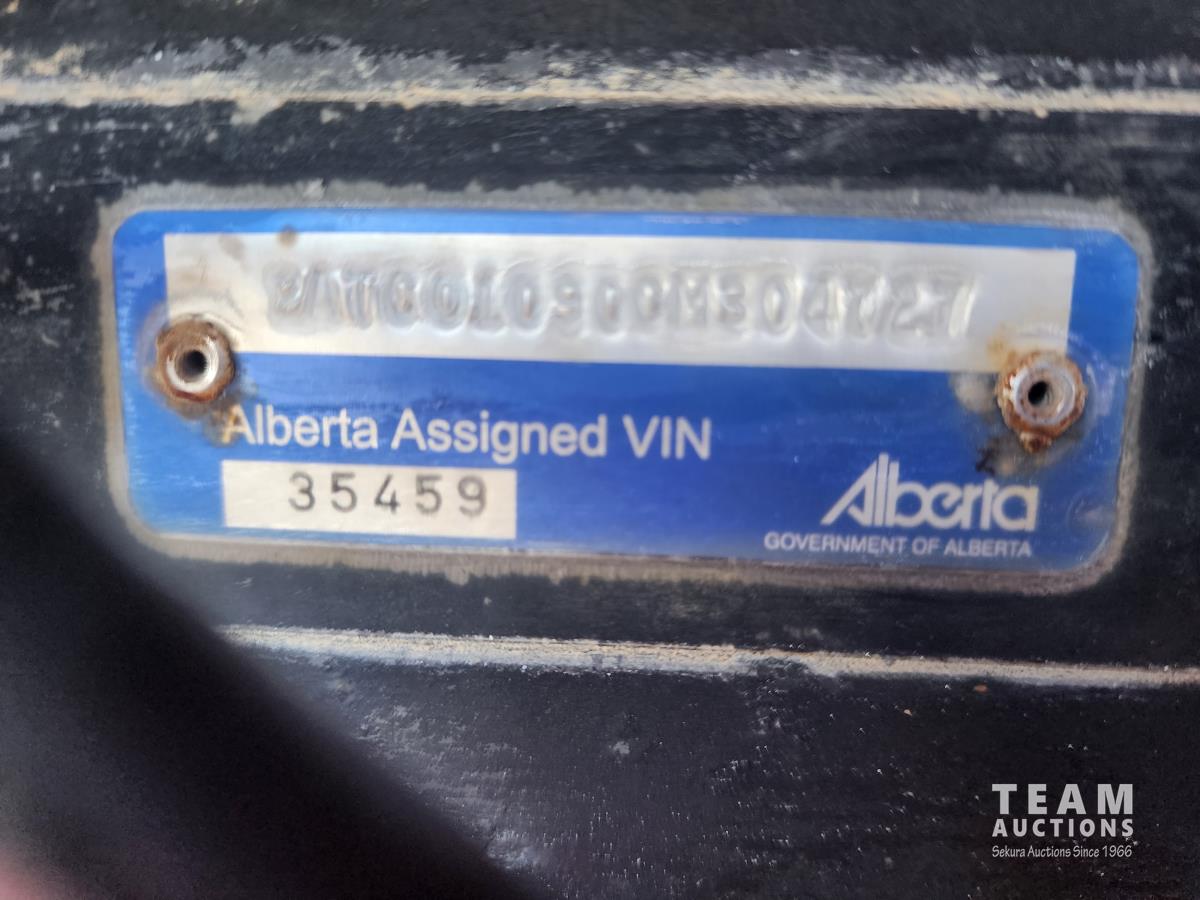 Alberta Assigned VIN
35459
Alberta
GOVERNMENT OF ALBERTA
TEAM
AUCTIONS
Sekura Auctions Since 1966